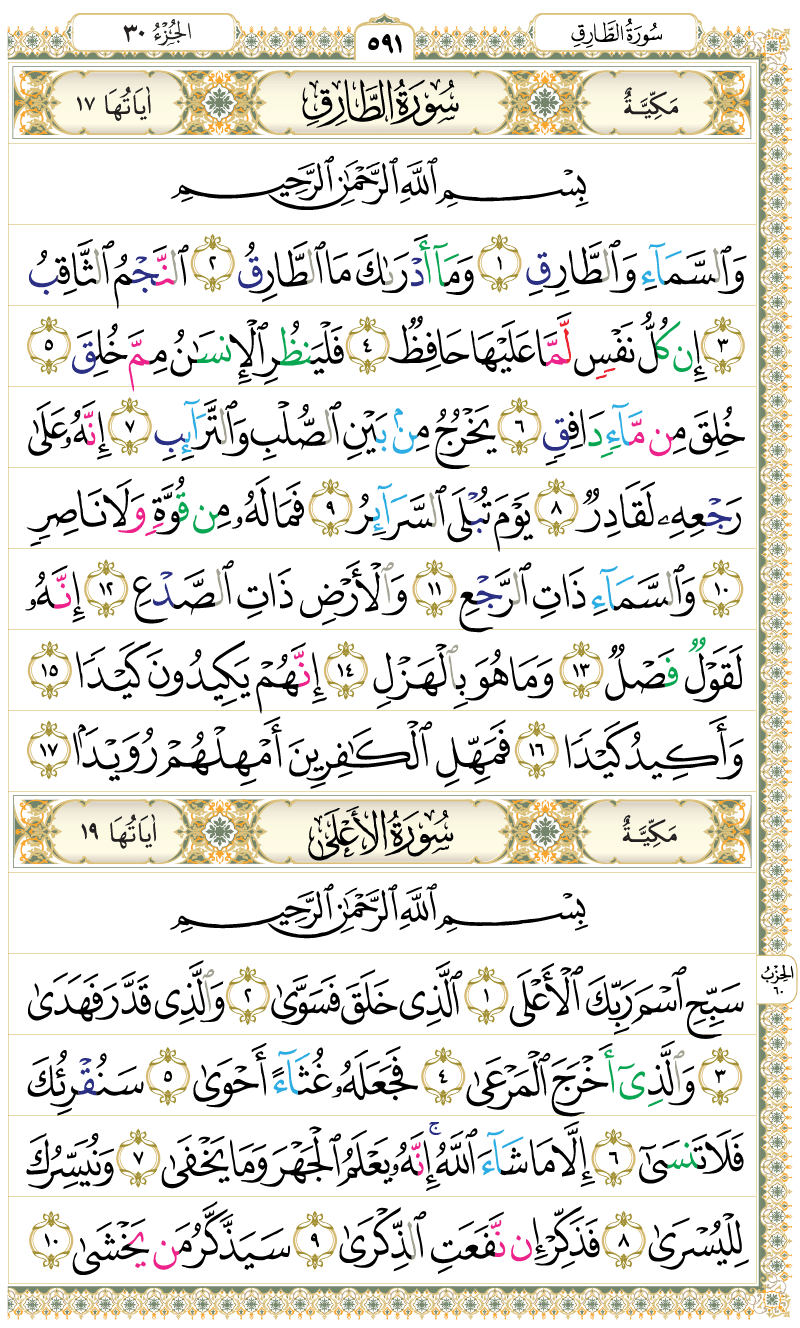 سُورَةُ الطَّارِقِ ٥٩١ الجُزْءُ ٣٠
مَكِّيَّةٌ سُورَةُ الطَّارِقِ اٰيَاتُهَا ١٧
بِسْمِ ٱللَّهِ ٱلرَّحْمَٰنِ ٱلرَّحِيمِ
وَٱلسَّمَآءِ وَٱلطَّارِقِ ١ وَمَآ أَدْرَىٰكَ مَا ٱلطَّارِقُ ٢ ٱلنَّجْمُ ٱلثَّاقِبُ
٣ إِن كُلُّ نَفْسٍ لَّمَّا عَلَيْهَا حَافِظٌ ٤ فَلْيَنظُرِ ٱلْإِنسَٰنُ مِمَّ خُلِقَ ٥
خُلِقَ مِن مَّآءٍ دَافِقٍ ٦ يَخْرُجُ مِنۢ بَيْنِ ٱلصُّلْبِ وَٱلتَّرَآئِبِ ٧ إِنَّهُۥ عَلَىٰ
رَجْعِهِۦ لَقَادِرٌ ٨ يَوْمَ تُبْلَى ٱلسَّرَآئِرُ ٩ فَمَا لَهُۥ مِن قُوَّةٍ وَلَا نَاصِرٍ
١٠ وَٱلسَّمَآءِ ذَاتِ ٱلرَّجْعِ ١١ وَٱلْأَرْضِ ذَاتِ ٱلصَّدْعِ ١٢ إِنَّهُۥ
لَقَوْلٌ فَصْلٌ ١٣ وَمَا هُوَ بِٱلْهَزْلِ ١٤ إِنَّهُمْ يَكِيدُونَ كَيْدًا ١٥
وَأَكِيدُ كَيْدًا ١٦ فَمَهِّلِ ٱلْكَٰفِرِينَ أَمْهِلْهُمْ رُوَيْدًۢا ١٧
مَكِّيَّةٌ سُورَةُ الأَعْلَىٰ اٰيَاتُهَا ١٩
بِسْمِ ٱللَّهِ ٱلرَّحْمَٰنِ ٱلرَّحِيمِ
سَبِّحِ ٱسْمَ رَبِّكَ ٱلْأَعْلَى ١ ٱلَّذِى خَلَقَ فَسَوَّىٰ ٢ وَٱلَّذِى قَدَّرَ فَهَدَىٰ
الحِزْبُ
٦٠
٣ وَٱلَّذِىٓ أَخْرَجَ ٱلْمَرْعَىٰ ٤ فَجَعَلَهُۥ غُثَآءً أَحْوَىٰ ٥ سَنُقْرِئُكَ
فَلَا تَنسَىٰٓ ٦ إِلَّا مَا شَآءَ ٱللَّهُ ۚ إِنَّهُۥ يَعْلَمُ ٱلْجَهْرَ وَمَا يَخْفَىٰ ٧ وَنُيَسِّرُكَ
لِلْيُسْرَىٰ ٨ فَذَكِّرْ إِن نَّفَعَتِ ٱلذِّكْرَىٰ ٩ سَيَذَّكَّرُ مَن يَخْشَىٰ ١٠